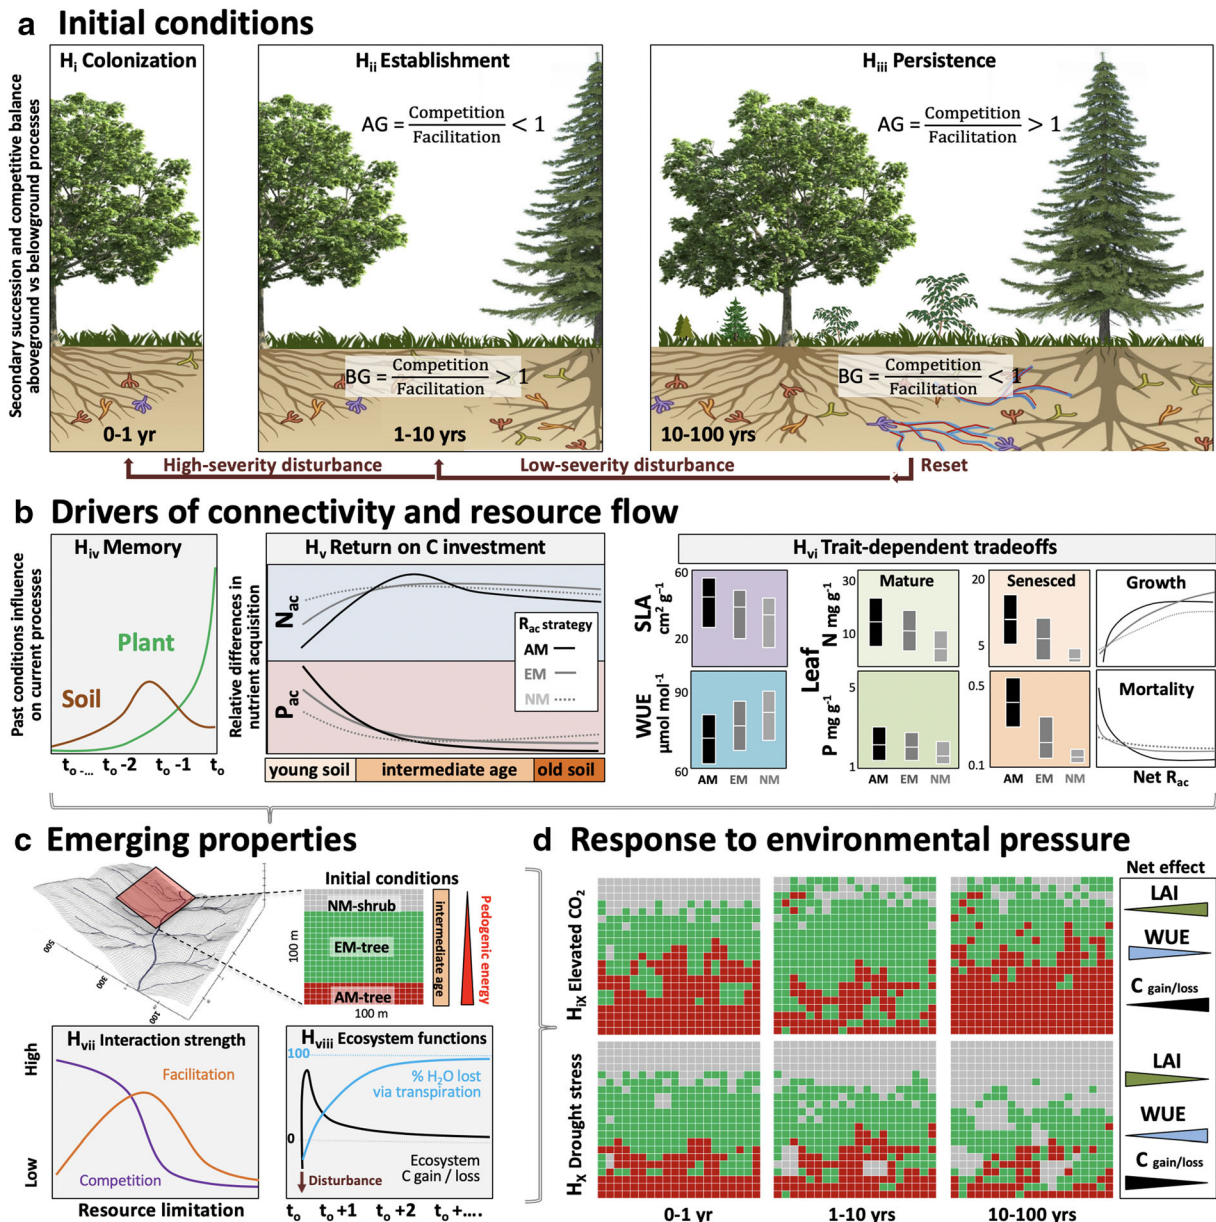 a Initial conditions
Secondary succession and competitive balance
aboveground vs belowground processes
Hi Colonization
0-1 yr
Hii Establishment
AG = Competition / Facilitation < 1
BG = Competition / Facilitation > 1
1-10 yrs
Hiii Persistence
AG = Competition / Facilitation > 1
BG = Competition / Facilitation < 1
10-100 yrs
High-severity disturbance
Low-severity disturbance
Reset
b Drivers of connectivity and resource flow
Past conditions influence
on current processes
Hiv Memory
Plant
Soil
to -... to -2 to -1 to
Relative differences in
nutrient acquisition
Hv Return on C investment
Nac
Pac
Rac strategy
AM
EM
NM
young soil intermediate age old soil
Hvi Trait-dependent tradeoffs
SLA
cm² g⁻¹
60
20
WUE
µmol mol⁻¹
90
60
AM EM NM
Leaf
N mg g⁻¹
30
10
Mature
P mg g⁻¹
5
1
AM EM NM
Senesced
20
5
0.5
0.1
AM EM NM
Growth
Mortality
Net Rac
c Emerging properties
500
300
100
Initial conditions
NM-shrub
EM-tree
AM-tree
100 m
100 m
intermediate age
Pedogenic energy
High
Low
Hvii Interaction strength
Facilitation
Competition
Resource limitation
Hviii Ecosystem functions
100
% H₂O lost
via transpiration
0
Ecosystem
C gain / loss
Disturbance
to to +1 to +2 to +....
d Response to environmental pressure
Net effect
HiX Elevated CO₂
LAI
WUE
C gain/loss
HX Drought stress
LAI
WUE
C gain/loss
0-1 yr 1-10 yrs 10-100 yrs